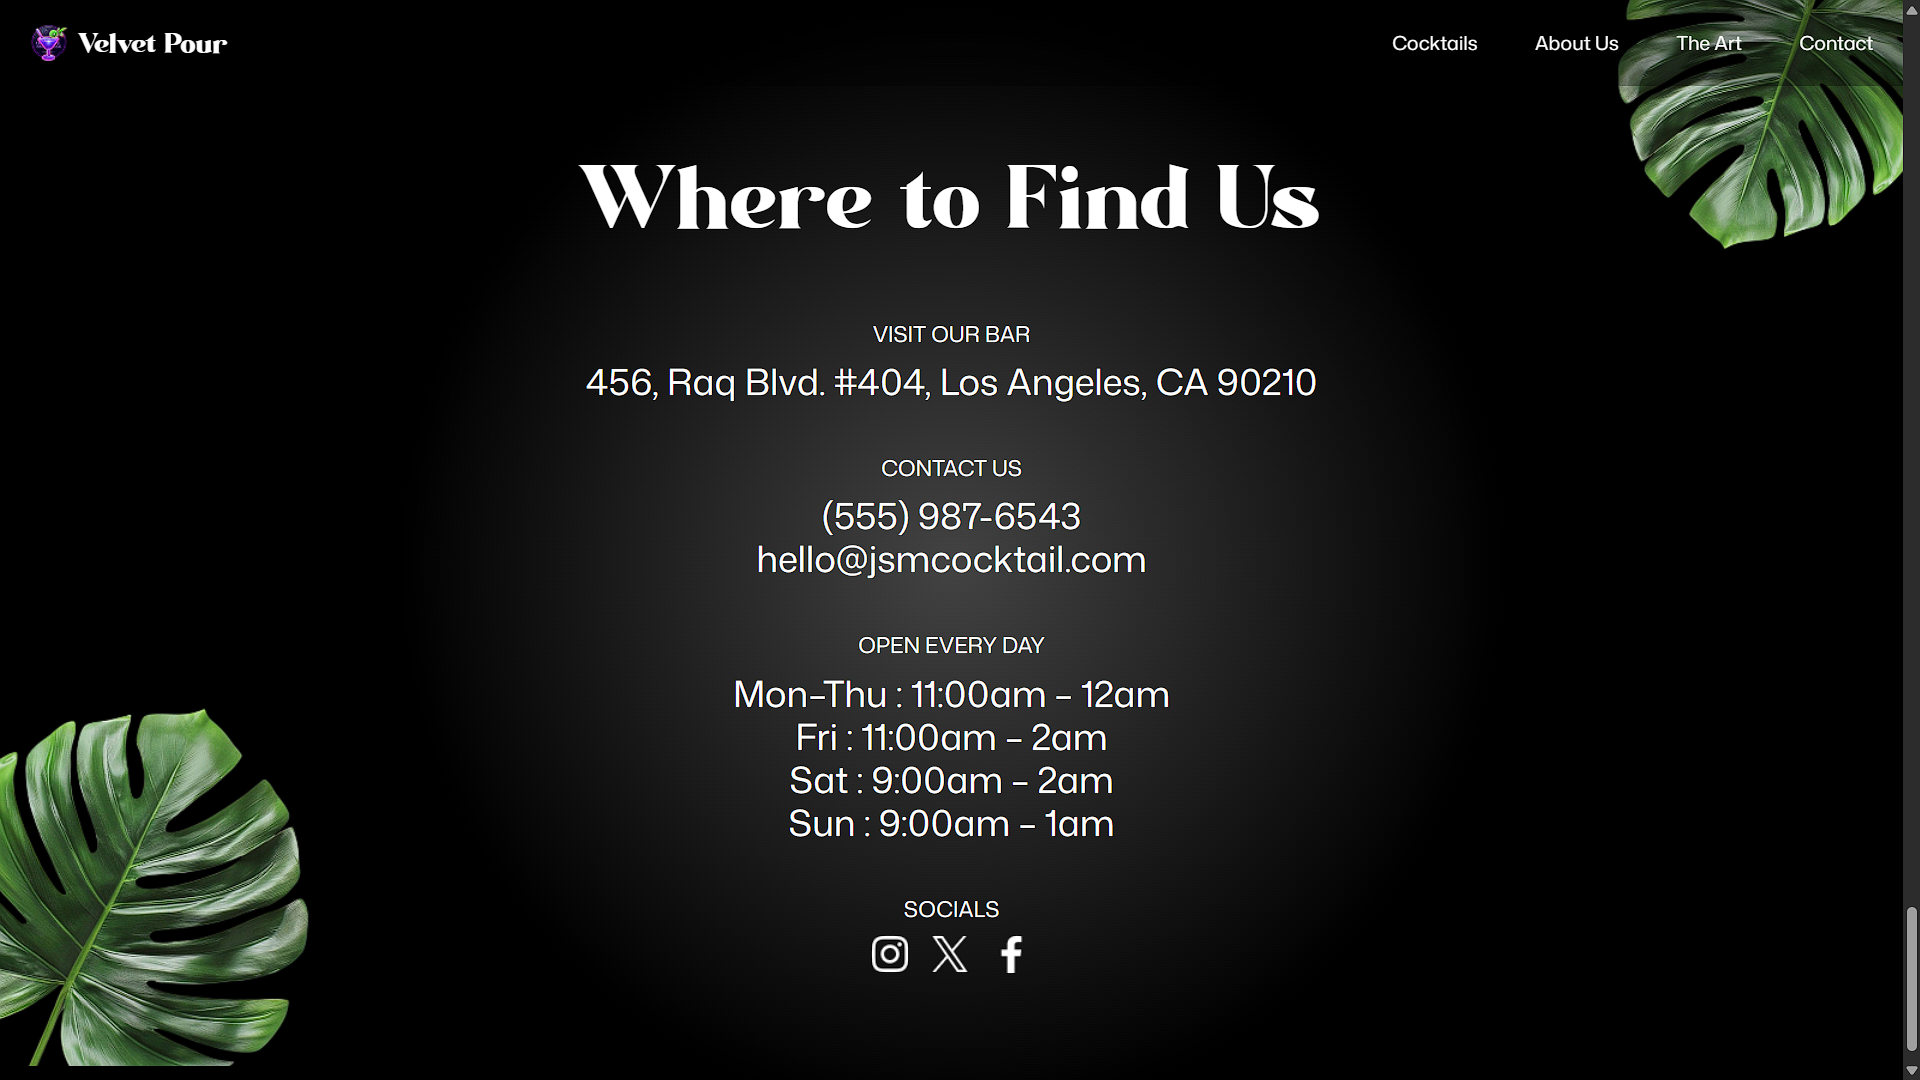 Velvet Pour
Cocktails
About Us
The Art
Contact
Where to Find Us
VISIT OUR BAR
456, Raq Blvd. #404, Los Angeles, CA 90210
CONTACT US
(555) 987-6543
hello@jsmcocktail.com
OPEN EVERY DAY
Mon–Thu : 11:00am – 12am
Fri : 11:00am – 2am
Sat : 9:00am – 2am
Sun : 9:00am – 1am
SOCIALS